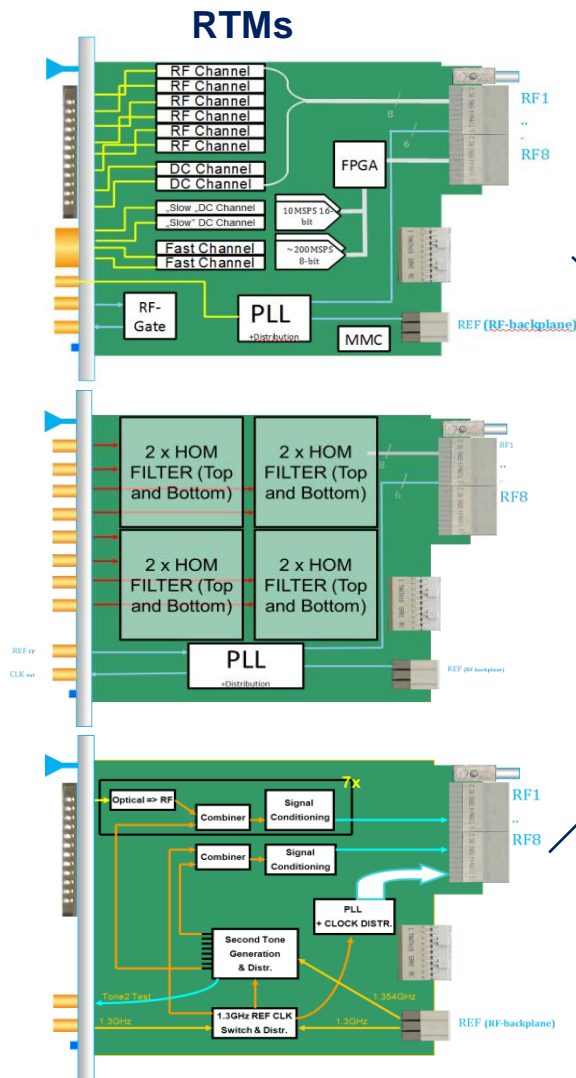 RTMs
RF Channel
RF Channel
RF Channel
RF Channel
RF Channel
RF Channel
DC Channel
DC Channel
„Slow „DC Channel
„Slow" DC Channel
Fast Channel
Fast Channel
10MSPS 16-
bit
~200MSPS
8-bit
FPGA
8
6
RF1
..
.
RF8
RF-
Gate
PLL
+Distribution
MMC
REF (RF-backplane)
2 x HOM
FILTER (Top
and Bottom)
2 x HOM
FILTER (Top
and Bottom)
2 x HOM
FILTER (Top
and Bottom)
2 x HOM
FILTER (Top
and Bottom)
8
6
RF1
..
.
RF8
REF
CLK out
PLL
+Distribution
REF (RF-backplane)
7x
Optical => RF
Combiner
Signal
Conditioning
Combiner
Signal
Conditioning
RF1
..
RF8
PLL
+ CLOCK DISTR.
Second Tone
Generation
& Distr.
Tone2 Test
1.354GHz
1.3GHz
1.3GHz REF CLK
Switch & Distr.
1.3GHz
REF (RF-backplane)